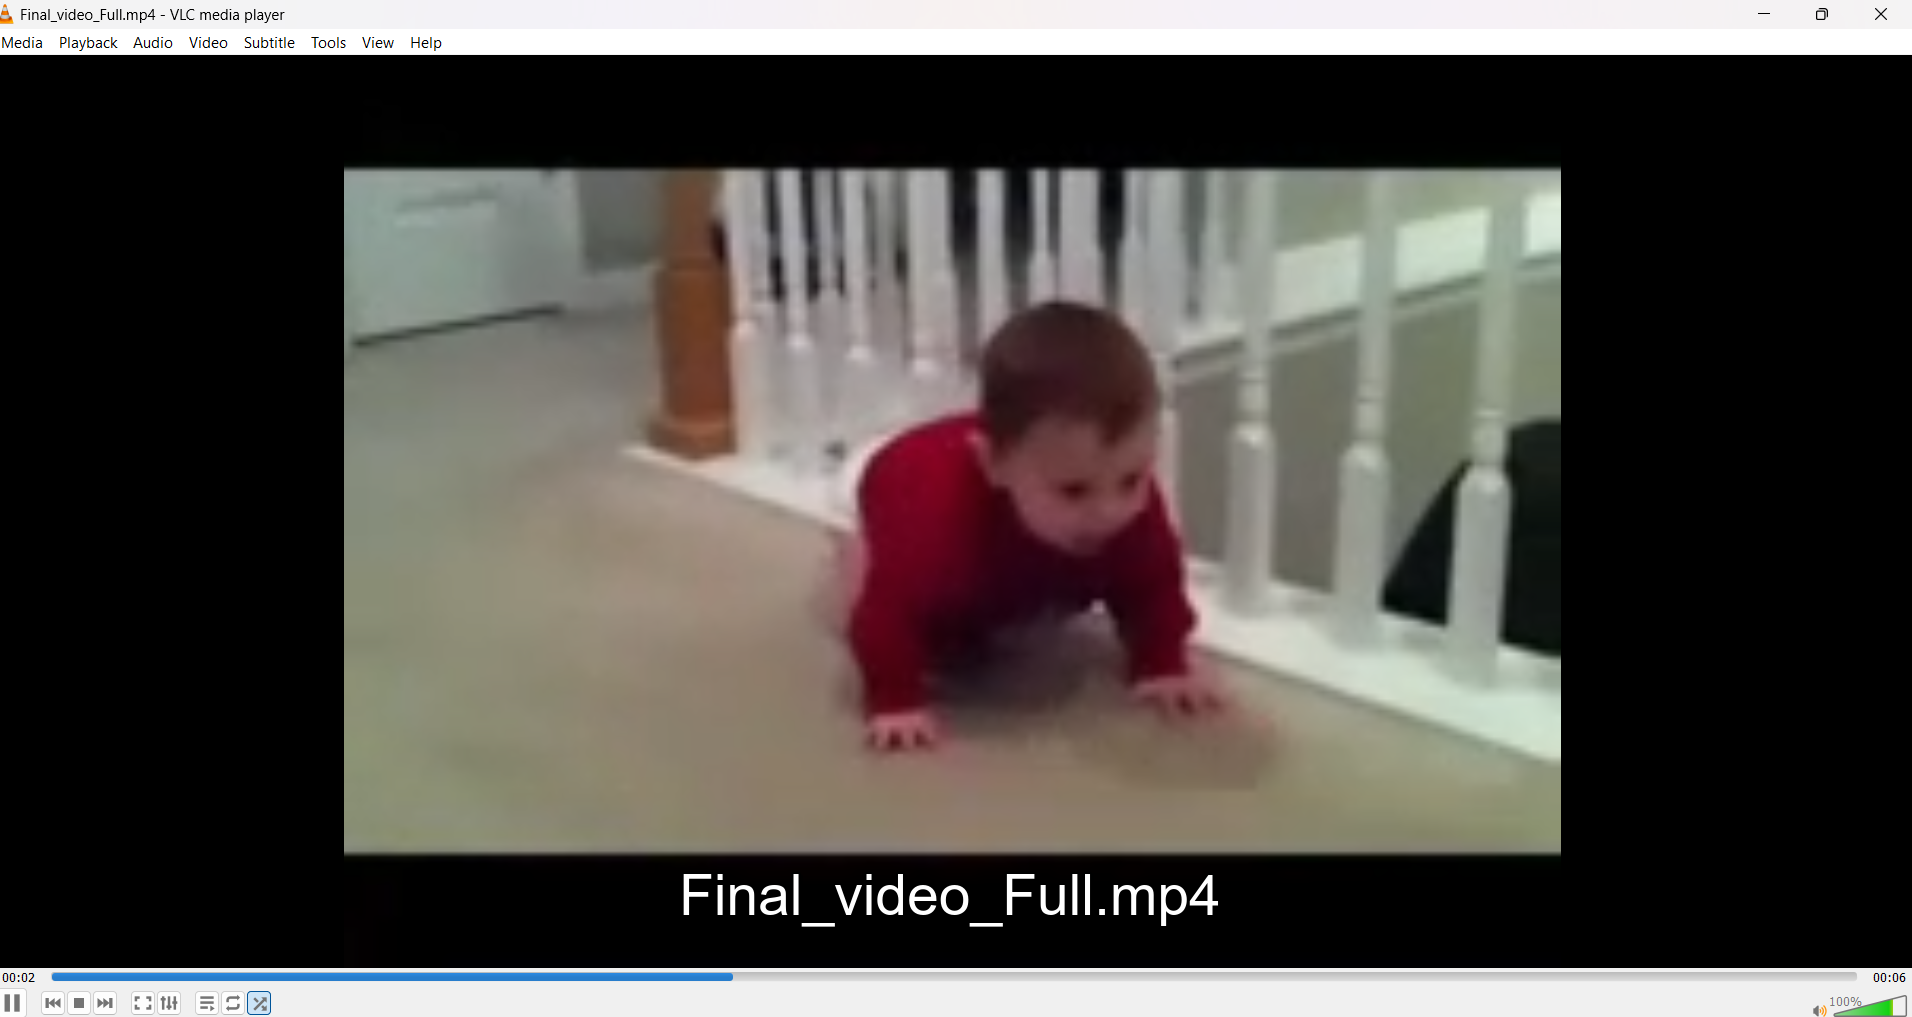 Final_video_Full.mp4 - VLC media player
Media Playback Audio Video Subtitle Tools View Help
Final_video_Full.mp4
00:02 00:06
100%